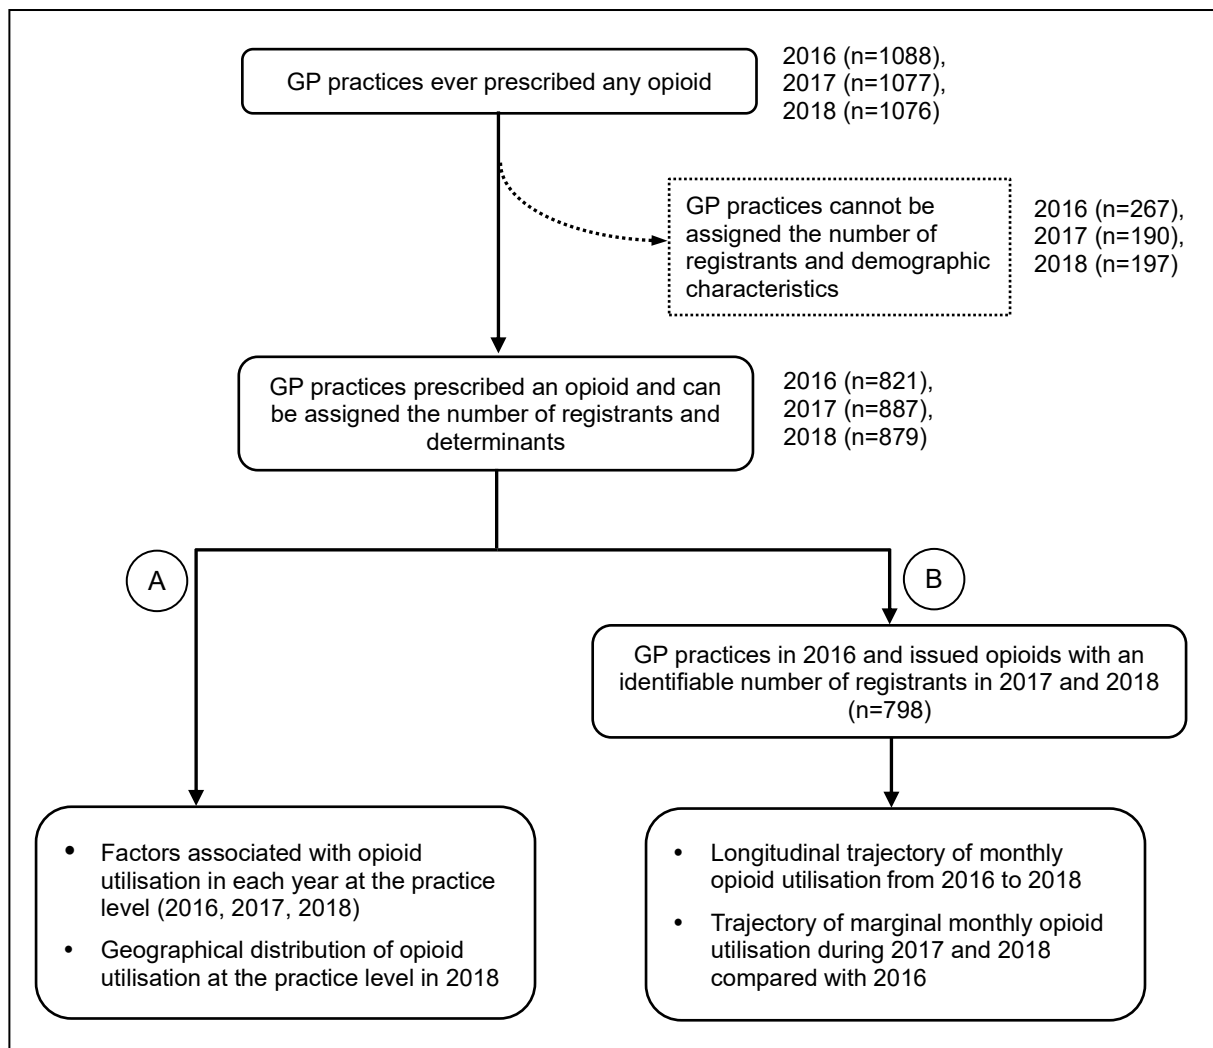 GP practices ever prescribed any opioid
2016 (n=1088),
2017 (n=1077),
2018 (n=1076)
GP practices cannot be
assigned the number of
registrants and demographic
characteristics
2016 (n=267),
2017 (n=190),
2018 (n=197)
GP practices prescribed an opioid and can
be assigned the number of registrants and
determinants
2016 (n=821),
2017 (n=887),
2018 (n=879)
A
B
GP practices in 2016 and issued opioids with an
identifiable number of registrants in 2017 and 2018
(n=798)
• Factors associated with opioid
utilisation in each year at the practice
level (2016, 2017, 2018)
• Geographical distribution of opioid
utilisation at the practice level in 2018
• Longitudinal trajectory of monthly
opioid utilisation from 2016 to 2018
• Trajectory of marginal monthly opioid
utilisation during 2017 and 2018
compared with 2016